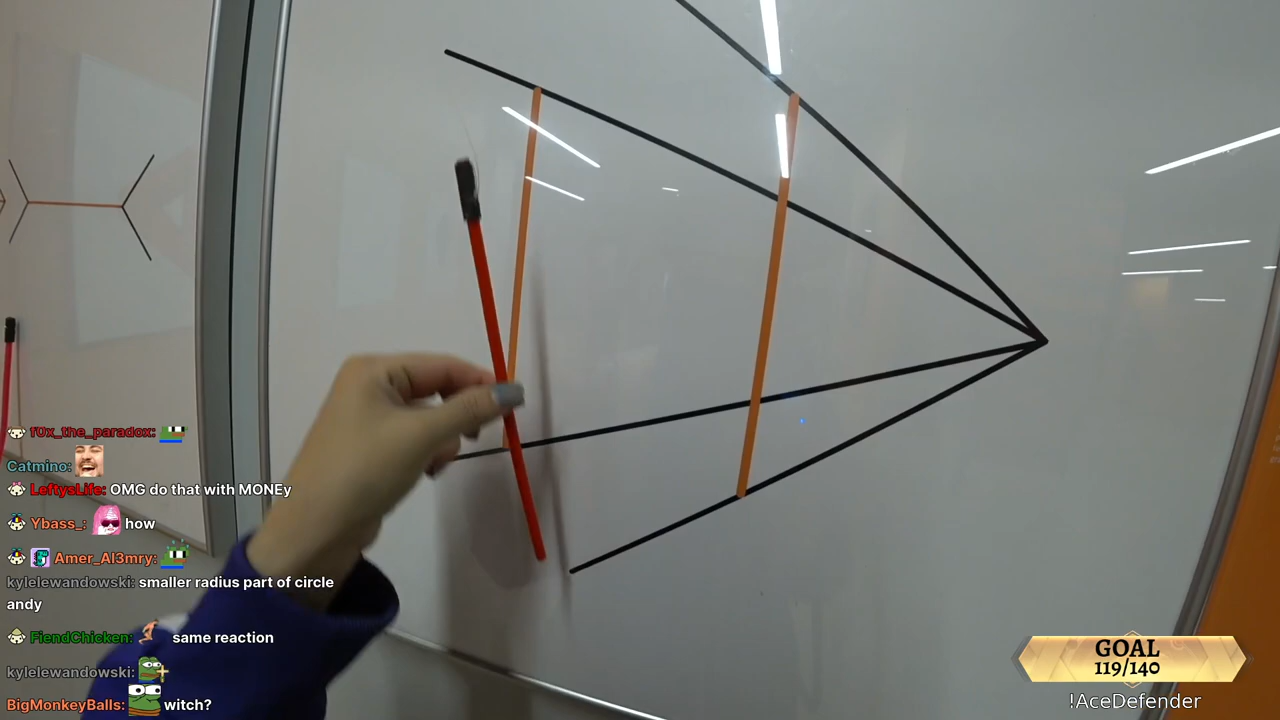 f0x_the_paradox:
Catmino:
LeftysLife: OMG do that with MONEy
Ybass_: how
Amer_Al3mry:
kylelewandowski: smaller radius part of circle
andy
FiendChicken: same reaction
kylelewandowski:
BigMonkeyBalls: witch?
GOAL
119/140
!AceDefender